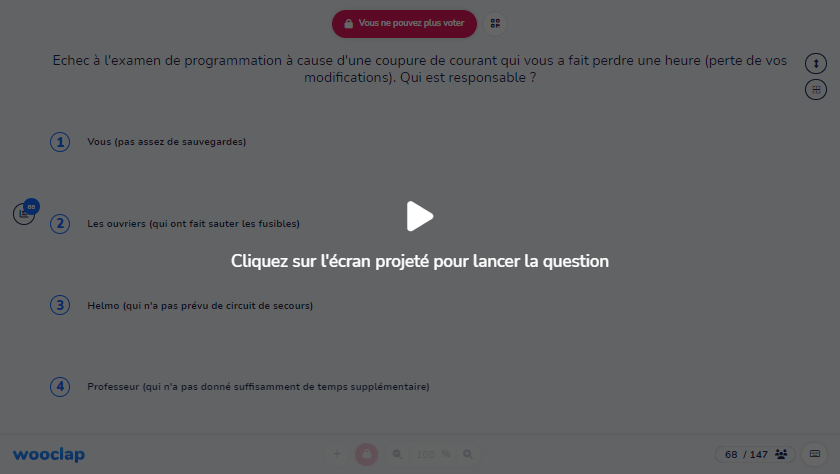 Vous ne pouvez plus voter
Echec à l'examen de programmation à cause d'une coupure de courant qui vous a fait perdre une heure (perte de vos
modifications). Qui est responsable ?
1 Vous (pas assez de sauvegardes)
68
2 Les ouvriers (qui ont fait sauter les fusibles)
Cliquez sur l'écran projeté pour lancer la question
3 Helmo (qui n'a pas prévu de circuit de secours)
4 Professeur (qui n'a pas donné suffisamment de temps supplémentaire)
wooclap
100 %
68 / 147